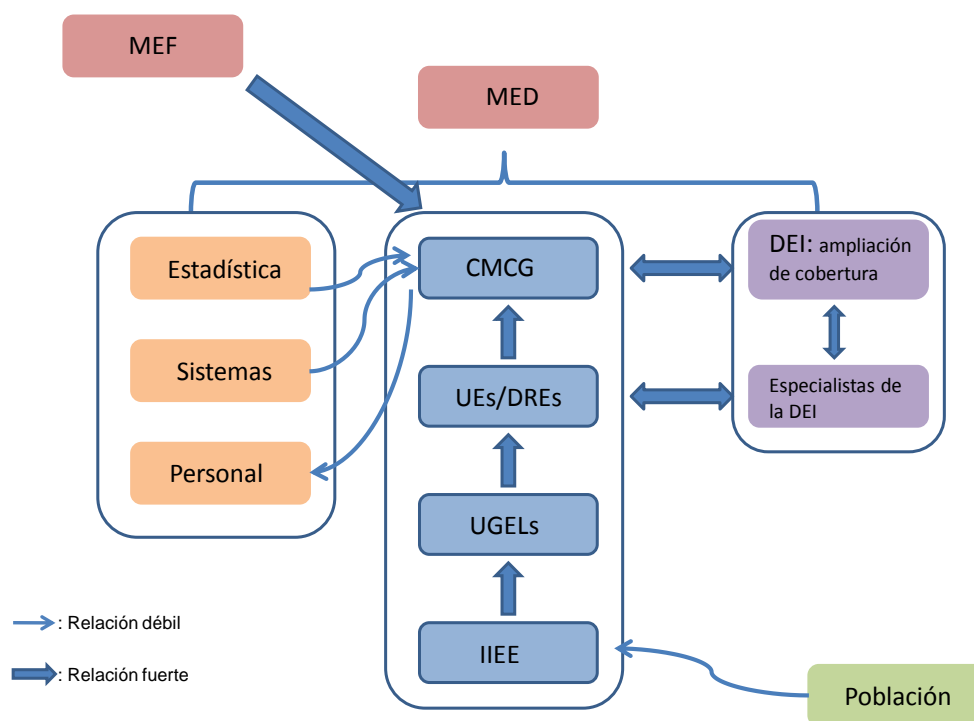 MEF
MED
Estadística
Sistemas
Personal
CMCG
UEs/DREs
UGELs
IIEE
DEI: ampliación
de cobertura
Especialistas de
la DEI
: Relación débil
: Relación fuerte
Población